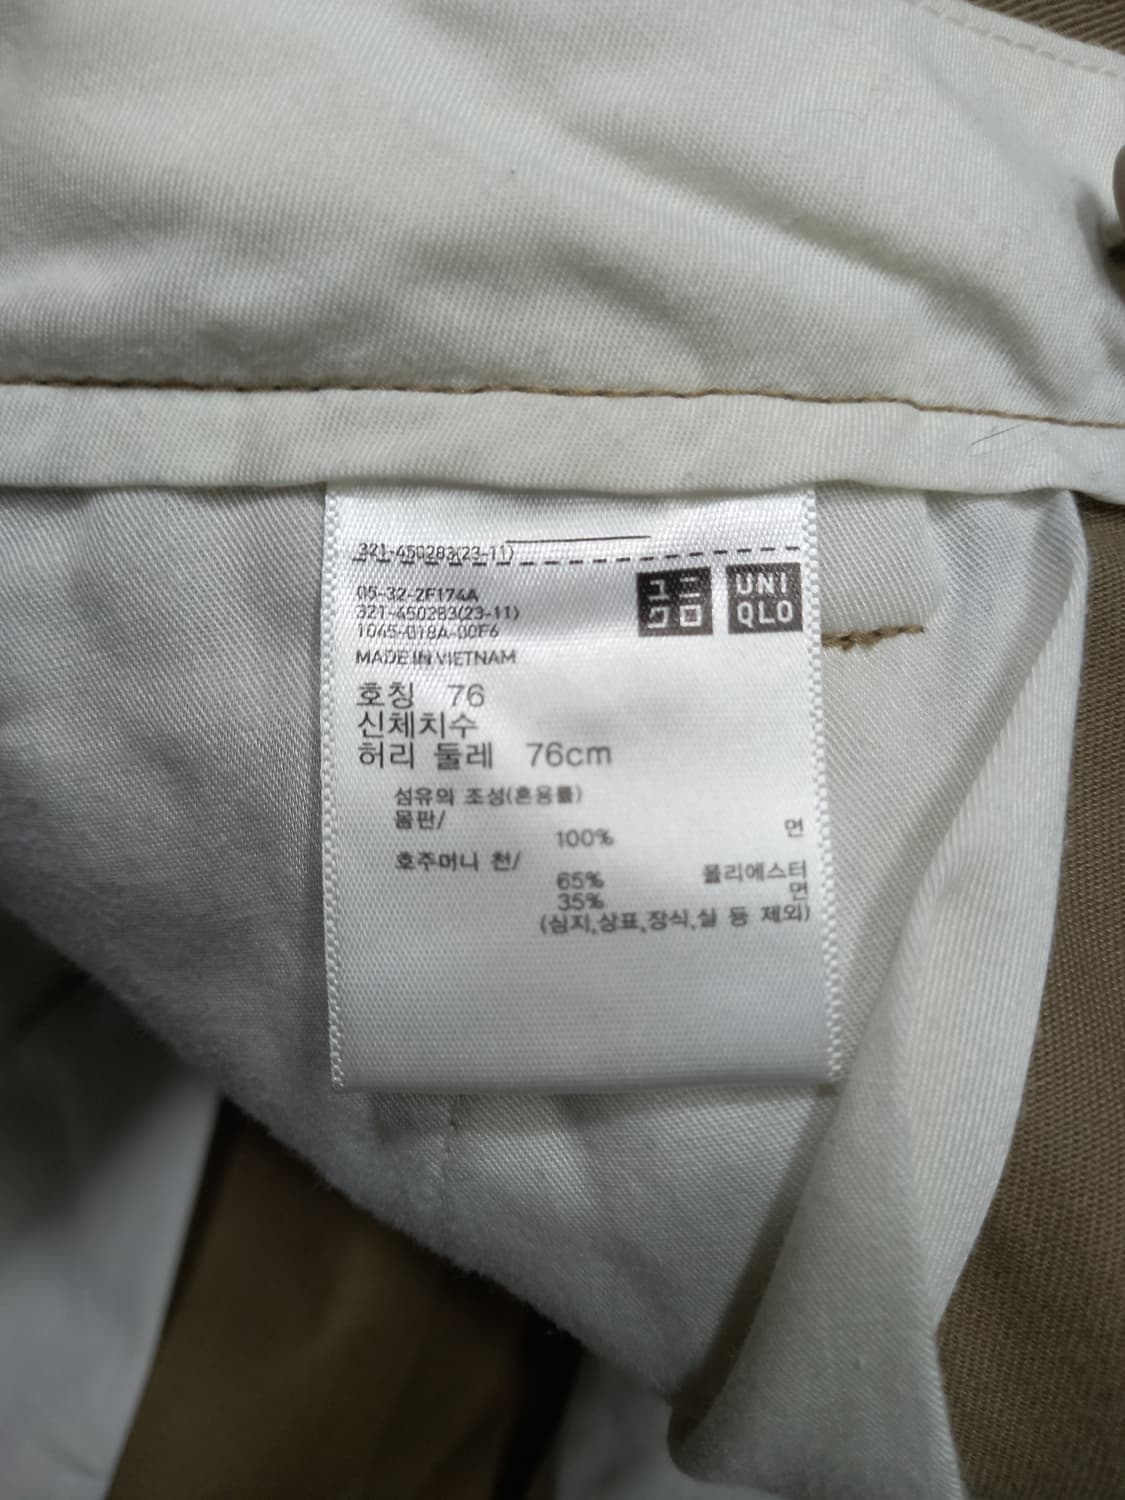 321-450283(23-11)
05-32-2F174A
321-450283(23-11)
1045-018A-00F6
ユニ
クロ
UNI
QLO
MADE IN VIETNAM
호칭 76
신체치수
허리 둘레 76cm
섬유의 조성(혼용률)
몸판/
100% 면
호주머니 천/
65% 폴리에스터
35% 면
(심지,상표,장식,실 등 제외)